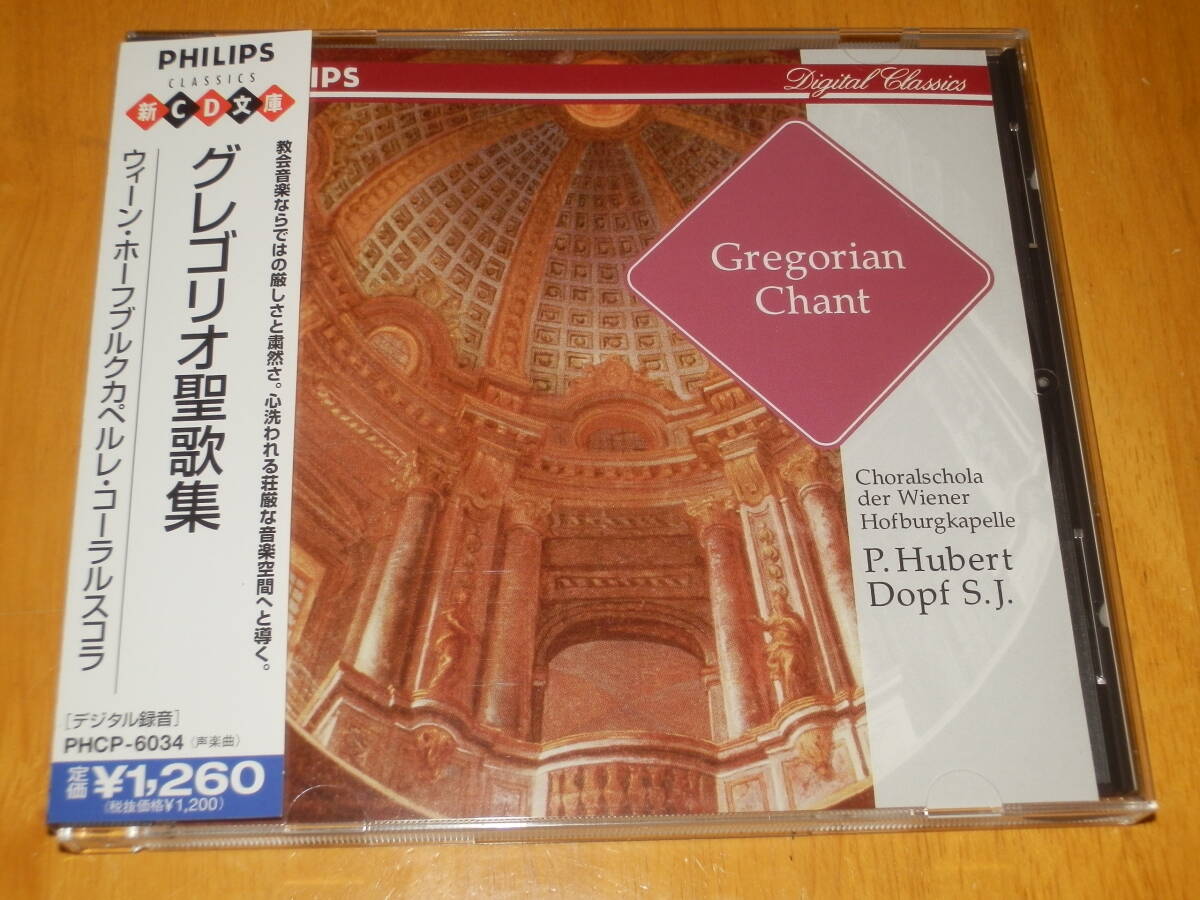 PHILIPS
CLASSICS
新CD文庫
教会音楽ならではの厳しさと粛然さ。心洗われる荘厳な音楽空間へと導く。
グレゴリオ聖歌集
ウィーン・ホーフブルクカペルレ・コーラルスコラ
[デジタル録音]
PHCP-6034 (声楽曲)
定価 ¥1,260
(税抜価格¥1,200)
IPS
Digital Classics
Gregorian
Chant
Choralschola
der Wiener
Hofburgkapelle
P. Hubert
Dopf S.J.